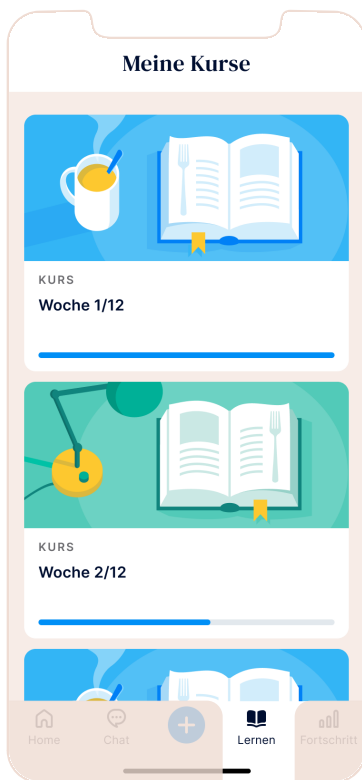 Meine Kurse
KURS
Woche 1/12
KURS
Woche 2/12
Home
Chat
Lernen
Fortschritt